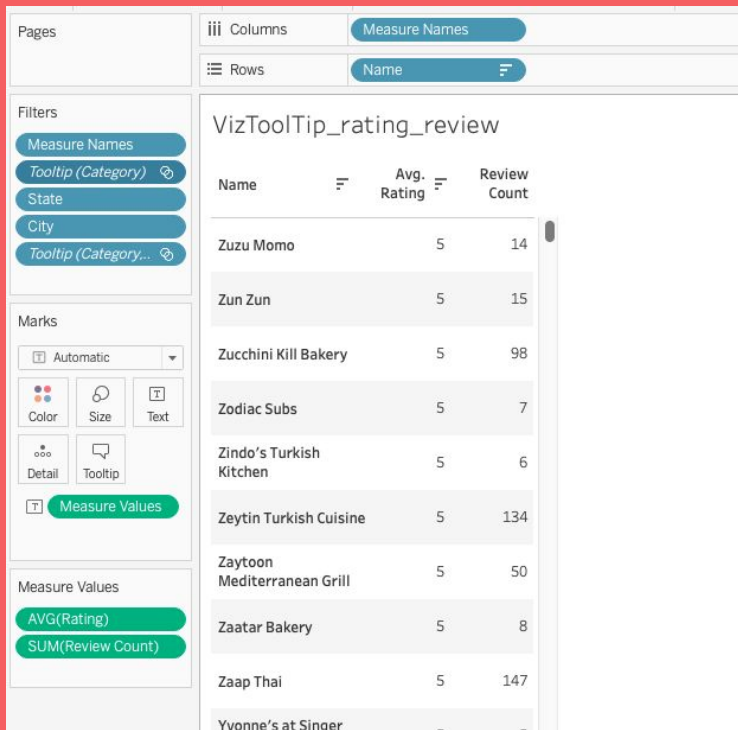 Pages
Columns
Measure Names
Rows
Name
Filters
Measure Names
Tooltip (Category)
State
City
Tooltip (Category,..
Marks
T Automatic
Color
Size
T
Text
Detail
Tooltip
T Measure Values
Measure Values
AVG(Rating)
SUM(Review Count)
VizToolTip_rating_review
Name
Avg. Rating
Review Count
Zuzu Momo 5 14
Zun Zun 5 15
Zucchini Kill Bakery 5 98
Zodiac Subs 5 7
Zindo's Turkish
Kitchen 5 6
Zeytin Turkish Cuisine 5 134
Zaytoon
Mediterranean Grill 5 50
Zaatar Bakery 5 8
Zaap Thai 5 147
Yvonne's at Singer